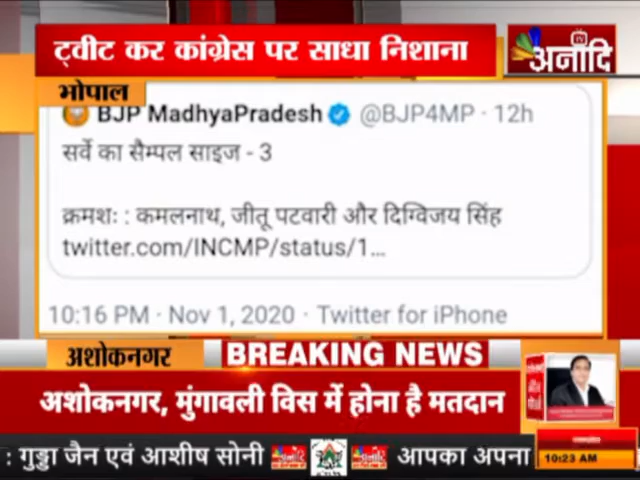 ट्वीट कर कांग्रेस पर साधा निशाना
TV
अनादि
भोपाल
BJP MadhyaPradesh @BJP4MP · 12h
सर्वे का सैम्पल साइज - 3
क्रमशः : कमलनाथ, जीतू पटवारी और दिग्विजय सिंह
twitter.com/INCMP/status/1...
10:16 PM · Nov 1, 2020 · Twitter for iPhone
अशोकनगर
BREAKING NEWS
अशोकनगर, मुंगावली विस में होना है मतदान
: गुड्डा जैन एवं आशीष सोनी
आपका अपना
10:23 AM